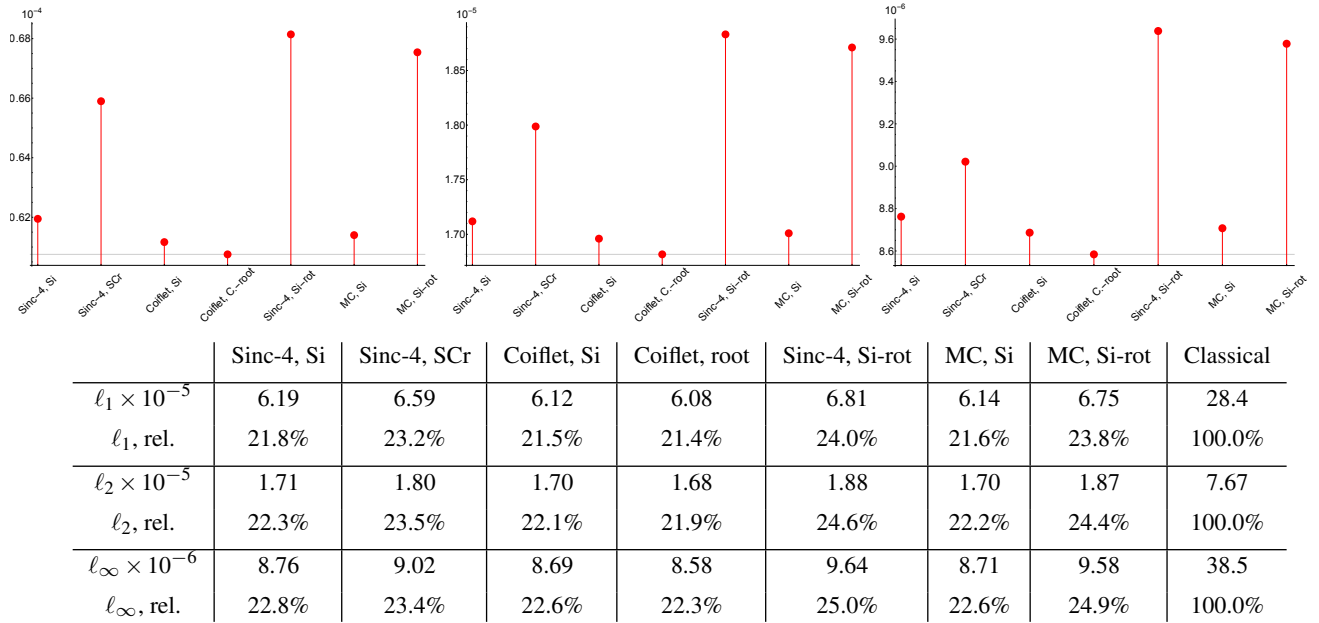 10⁻⁴
0.68
0.66
0.64
0.62
Sinc-4, Si
Sinc-4, SCr
Coiflet, Si
Coiflet, C.-root
Sinc-4, Si-rot
MC, Si
MC, Si-rot
10⁻⁵
1.85
1.80
1.75
1.70
Sinc-4, Si
Sinc-4, SCr
Coiflet, Si
Coiflet, C.-root
Sinc-4, Si-rot
MC, Si
MC, Si-rot
10⁻⁶
9.6
9.4
9.2
9.0
8.8
8.6
Sinc-4, Si
Sinc-4, SCr
Coiflet, Si
Coiflet, C.-root
Sinc-4, Si-rot
MC, Si
MC, Si-rot
Sinc-4, Si Sinc-4, SCr Coiflet, Si Coiflet, root Sinc-4, Si-rot MC, Si MC, Si-rot Classical
ℓ₁ × 10⁻⁵ 6.19 6.59 6.12 6.08 6.81 6.14 6.75 28.4
ℓ₁, rel. 21.8% 23.2% 21.5% 21.4% 24.0% 21.6% 23.8% 100.0%
ℓ₂ × 10⁻⁵ 1.71 1.80 1.70 1.68 1.88 1.70 1.87 7.67
ℓ₂, rel. 22.3% 23.5% 22.1% 21.9% 24.6% 22.2% 24.4% 100.0%
ℓ∞ × 10⁻⁶ 8.76 9.02 8.69 8.58 9.64 8.71 9.58 38.5
ℓ∞, rel. 22.8% 23.4% 22.6% 22.3% 25.0% 22.6% 24.9% 100.0%